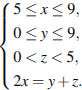 5 ≤ x ≤ 9,
0 ≤ y ≤ 9,
0 < z < 5,
2x = y + z.